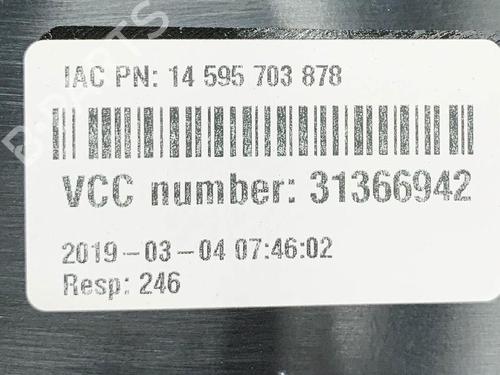 IAC PN: 14 595 703 878
VCC number: 31366942
2019-03-04 07:46:02
Resp: 246